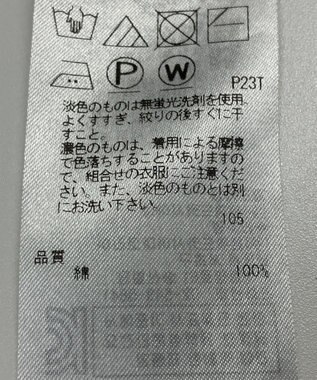 P W P23T
淡色のものは無蛍光洗剤を使用、
よくすすぎ、絞りの後すぐに干
すこと。
濃色のものは、着用による摩擦
で色落ちすることがありますの
で、組合せの衣服にご注意くだ
さい。また、淡色のものとは別
にお洗い下さい。
105
品質
綿 100%